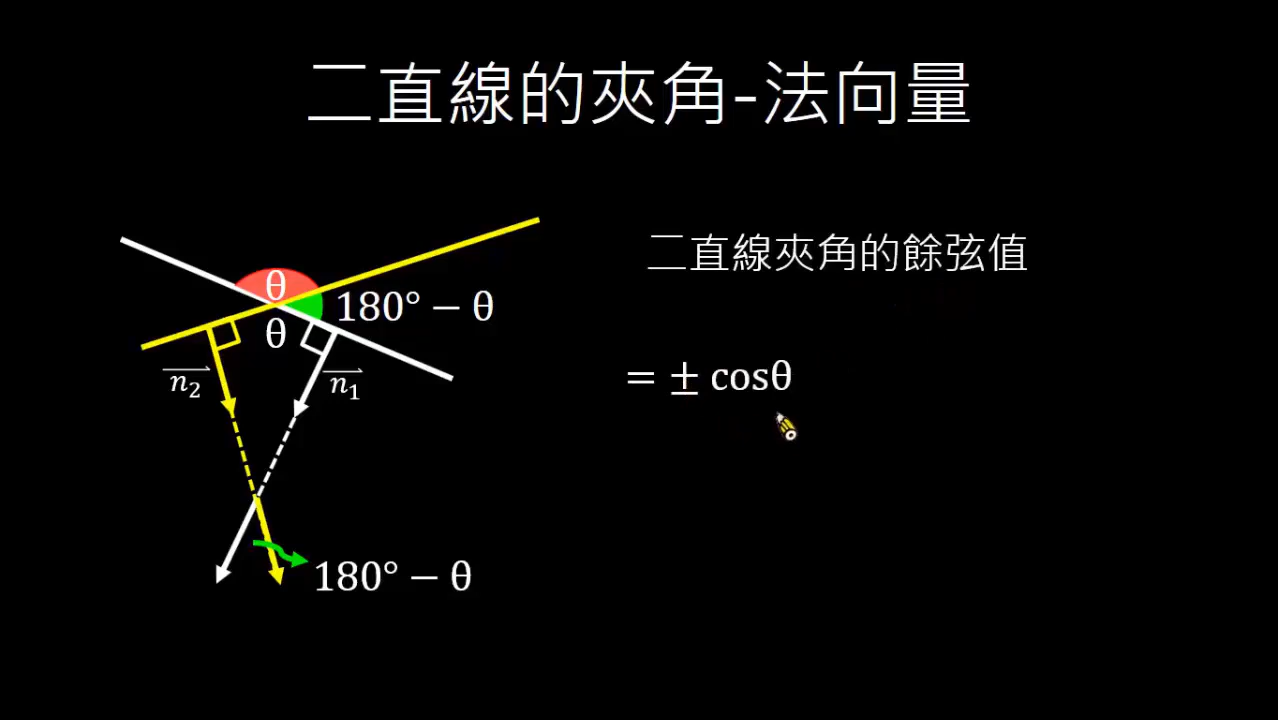 二直線的夾角-法向量
二直線夾角的餘弦值
θ
180° − θ
θ
n₂
n₁
= ± cosθ
180° − θ